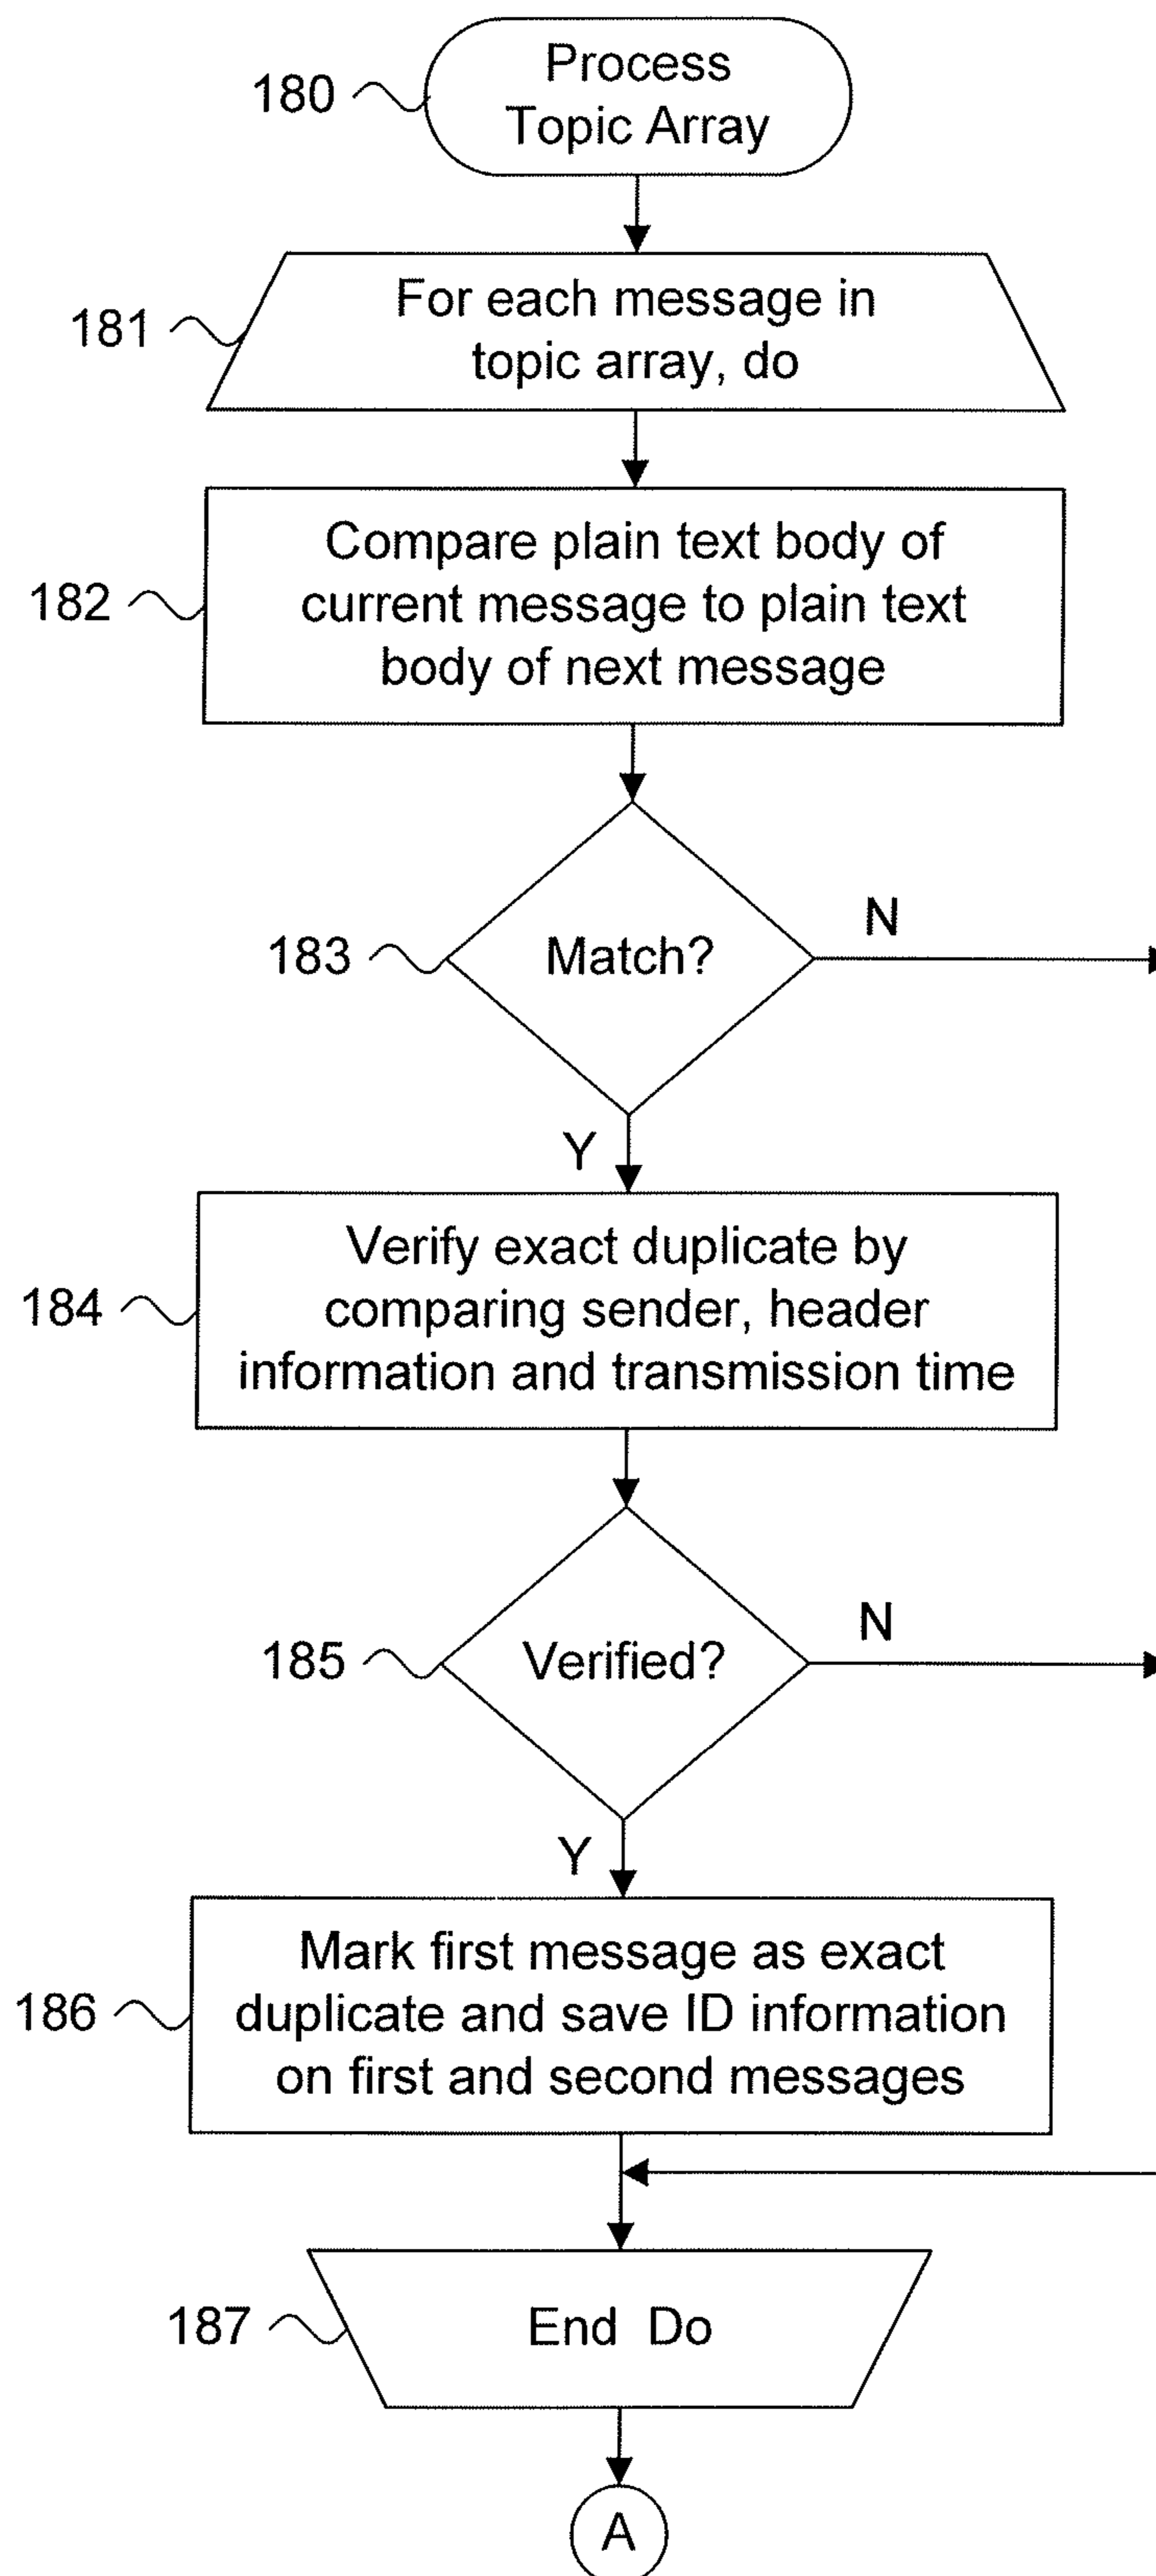 180
Process
Topic Array
181
For each message in
topic array, do
182
Compare plain text body of
current message to plain text
body of next message
183
Match?
N
Y
184
Verify exact duplicate by
comparing sender, header
information and transmission time
185
Verified?
N
Y
186
Mark first message as exact
duplicate and save ID information
on first and second messages
187
End Do
A